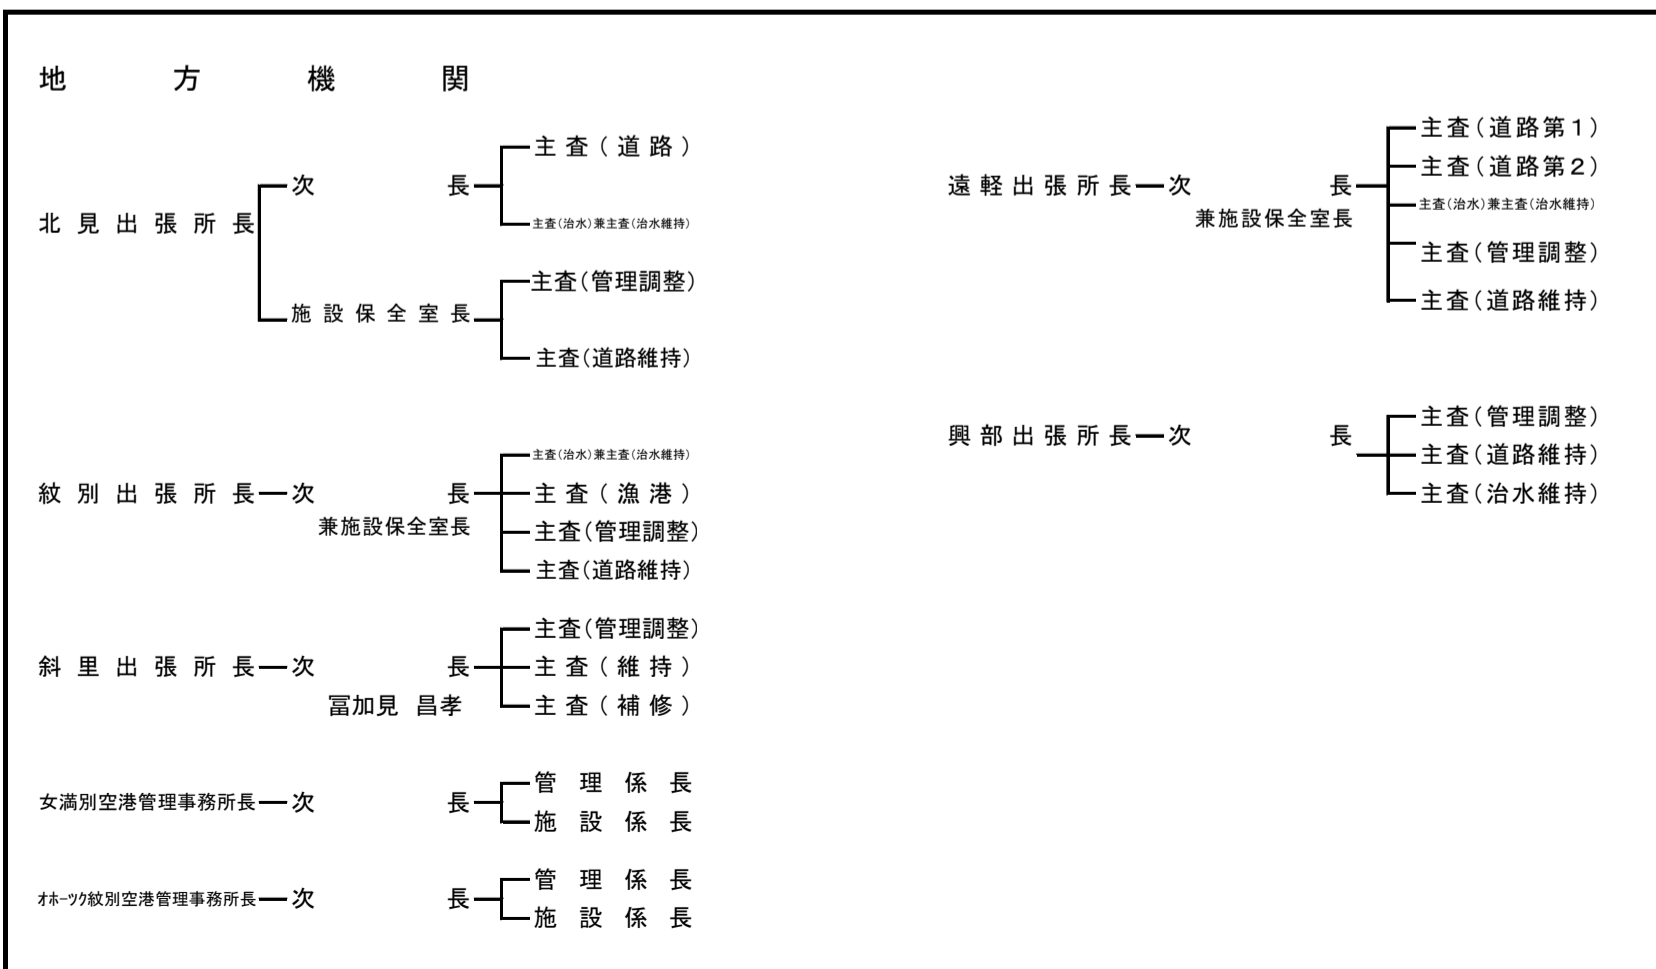 地方機関
北見出張所長
次長
主査(道路)
主査(治水)兼主査(治水維持)
施設保全室長
主査(管理調整)
主査(道路維持)
紋別出張所長
次長
兼施設保全室長
主査(治水)兼主査(治水維持)
主査(漁港)
主査(管理調整)
主査(道路維持)
斜里出張所長
次長
冨加見 昌孝
主査(管理調整)
主査(維持)
主査(補修)
女満別空港管理事務所長
次長
管理係長
施設係長
オホーツク紋別空港管理事務所長
次長
管理係長
施設係長
遠軽出張所長
次長
兼施設保全室長
主査(道路第1)
主査(道路第2)
主査(治水)兼主査(治水維持)
主査(管理調整)
主査(道路維持)
興部出張所長
次長
主査(管理調整)
主査(道路維持)
主査(治水維持)